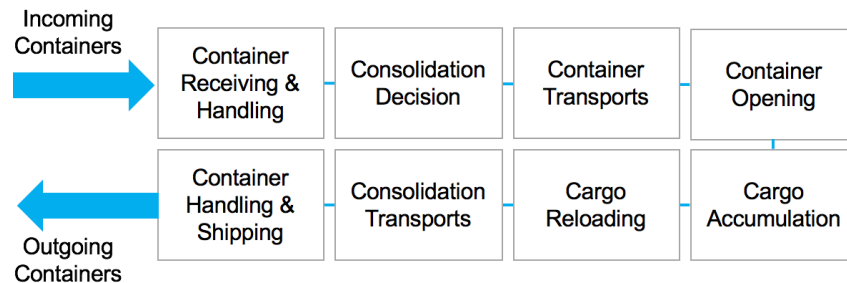 Incoming
Containers
Container
Receiving &
Handling
Consolidation
Decision
Container
Transports
Container
Opening
Container
Handling &
Shipping
Consolidation
Transports
Cargo
Reloading
Cargo
Accumulation
Outgoing
Containers